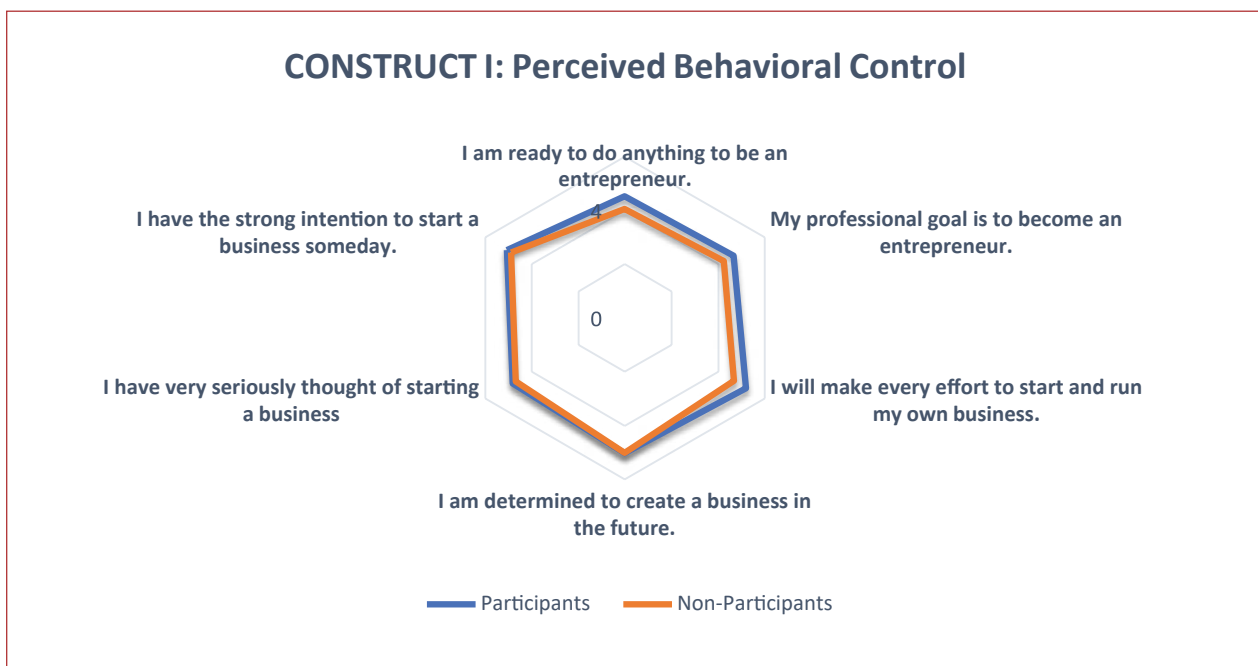 CONSTRUCT I: Perceived Behavioral Control
I am ready to do anything to be an
entrepreneur.
My professional goal is to become an
entrepreneur.
I will make every effort to start and run
my own business.
I am determined to create a business in
the future.
I have very seriously thought of starting
a business
I have the strong intention to start a
business someday.
4
0
Participants
Non-Participants